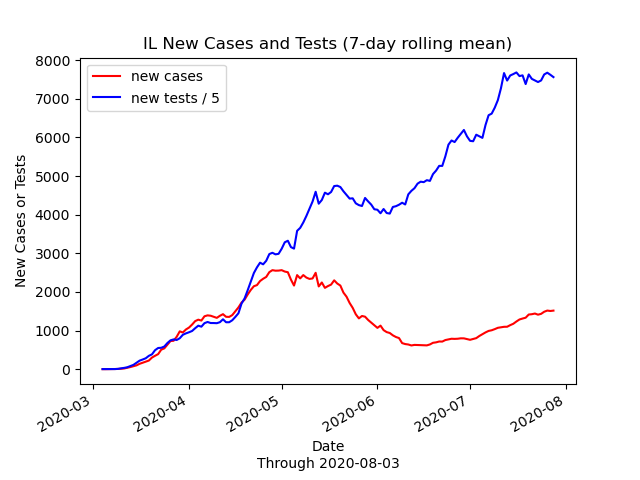 IL New Cases and Tests (7-day rolling mean)
new cases
new tests / 5
New Cases or Tests
8000
7000
6000
5000
4000
3000
2000
1000
0
2020-03
2020-04
2020-05
2020-06
2020-07
2020-08
Date
Through 2020-08-03